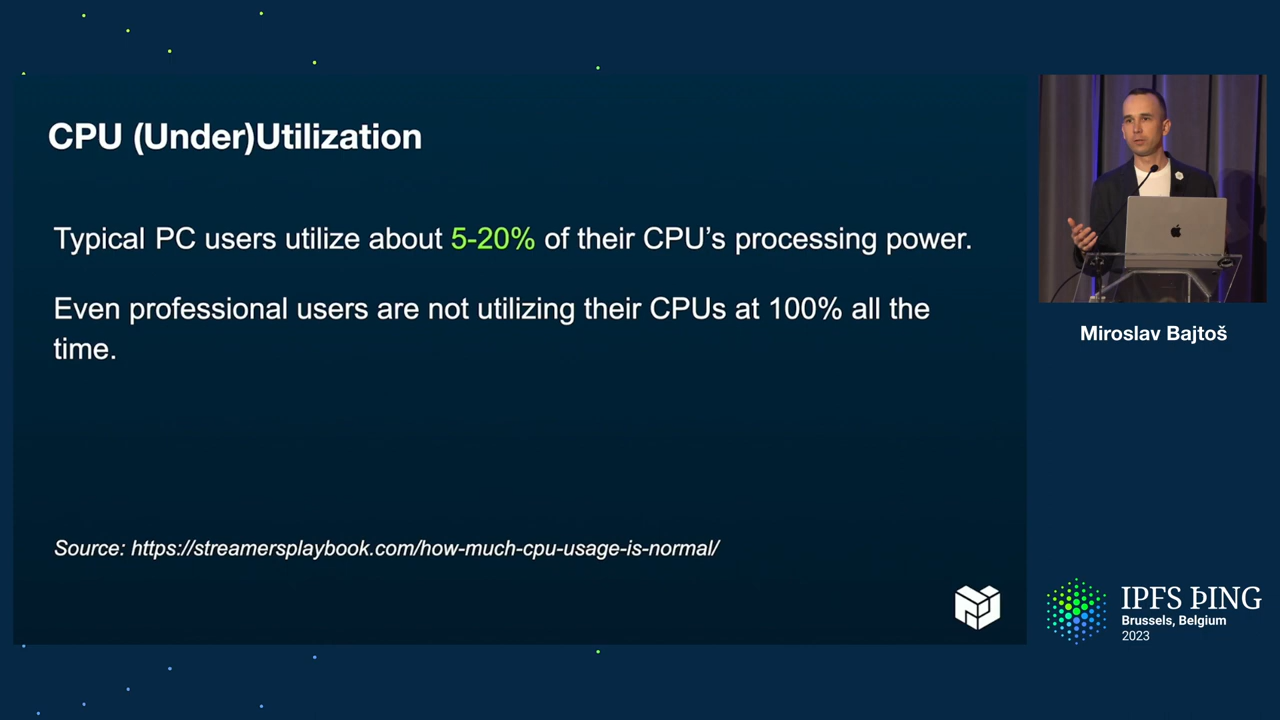 CPU (Under)Utilization
Typical PC users utilize about 5-20% of their CPU’s processing power.
Even professional users are not utilizing their CPUs at 100% all the
time.
Source: https://streamersplaybook.com/how-much-cpu-usage-is-normal/
Miroslav Bajtoš
IPFS ÞING
Brussels, Belgium
2023